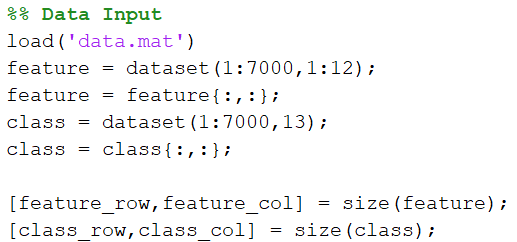 %% Data Input
load('data.mat')
feature = dataset(1:7000,1:12);
feature = feature{:,:};
class = dataset(1:7000,13);
class = class{:,:};
[feature_row,feature_col] = size(feature);
[class_row,class_col] = size(class);